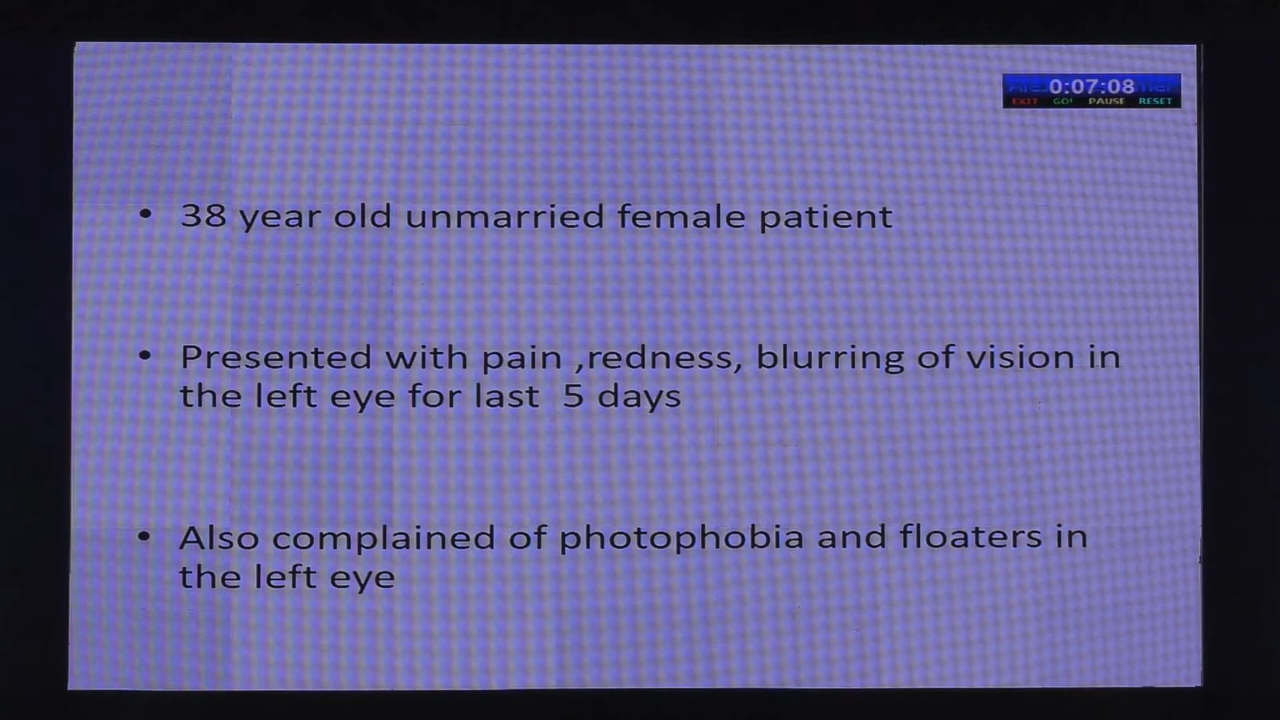 0:07:08
EXIT GO! PAUSE RESET
• 38 year old unmarried female patient
• Presented with pain ,redness, blurring of vision in
the left eye for last 5 days
• Also complained of photophobia and floaters in
the left eye